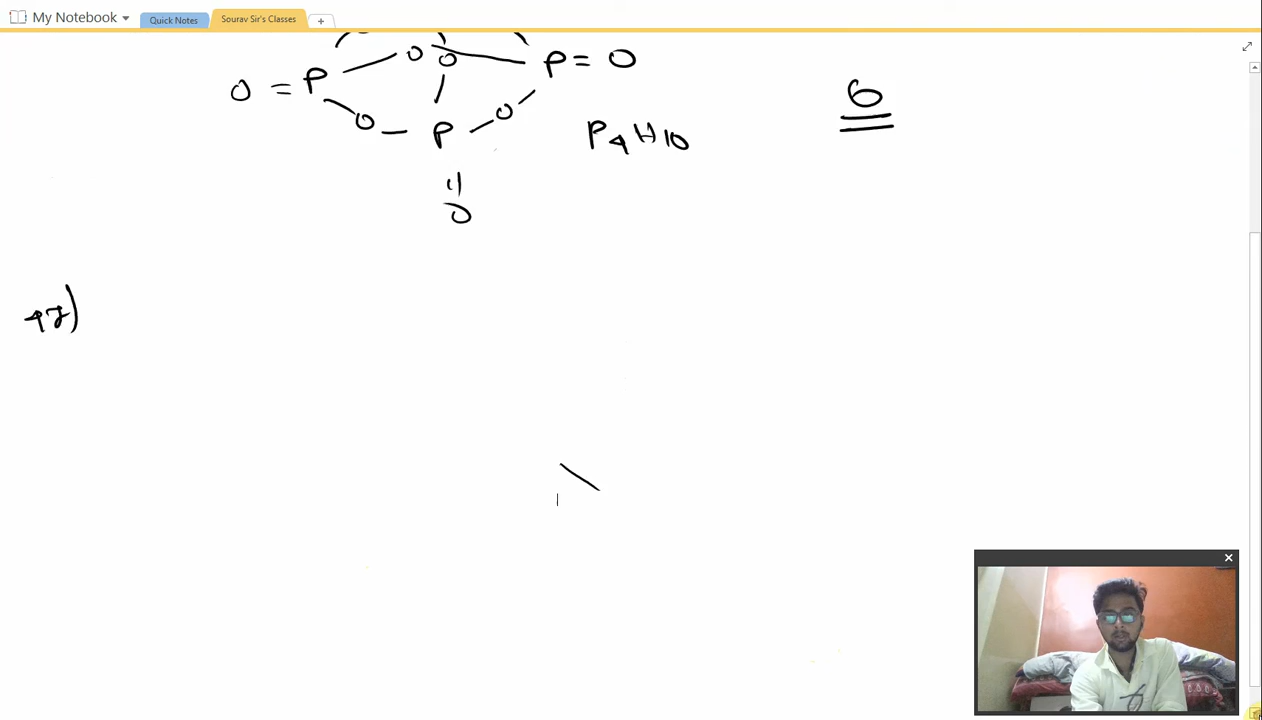 My Notebook
Quick Notes
Sourav Sir's Classes
+
O O
O = P P = O
6
O P O
P4H10
||
O
47)